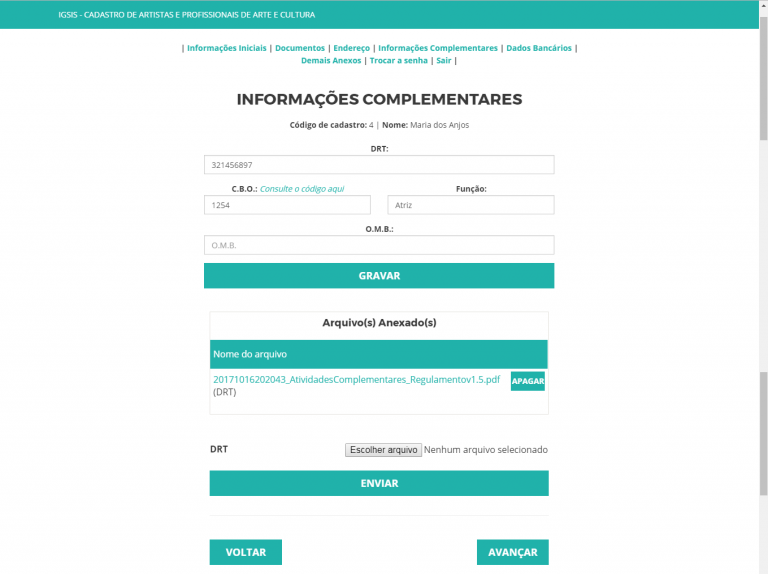 IGSIS - CADASTRO DE ARTISTAS E PROFISSIONAIS DE ARTE E CULTURA
| Informações Iniciais | Documentos | Endereço | Informações Complementares | Dados Bancários |
Demais Anexos | Trocar a senha | Sair |
INFORMAÇÕES COMPLEMENTARES
Código de cadastro: 4 | Nome: Maria dos Anjos
DRT:
321456897
C.B.O.: Consulte o código aqui Função:
1254 Atriz
O.M.B.:
O.M.B.
GRAVAR
Arquivo(s) Anexado(s)
Nome do arquivo
20171016202043_AtividadesComplementares_Regulamentov1.5.pdf APAGAR
(DRT)
DRT Escolher arquivo Nenhum arquivo selecionado
ENVIAR
VOLTAR AVANÇAR